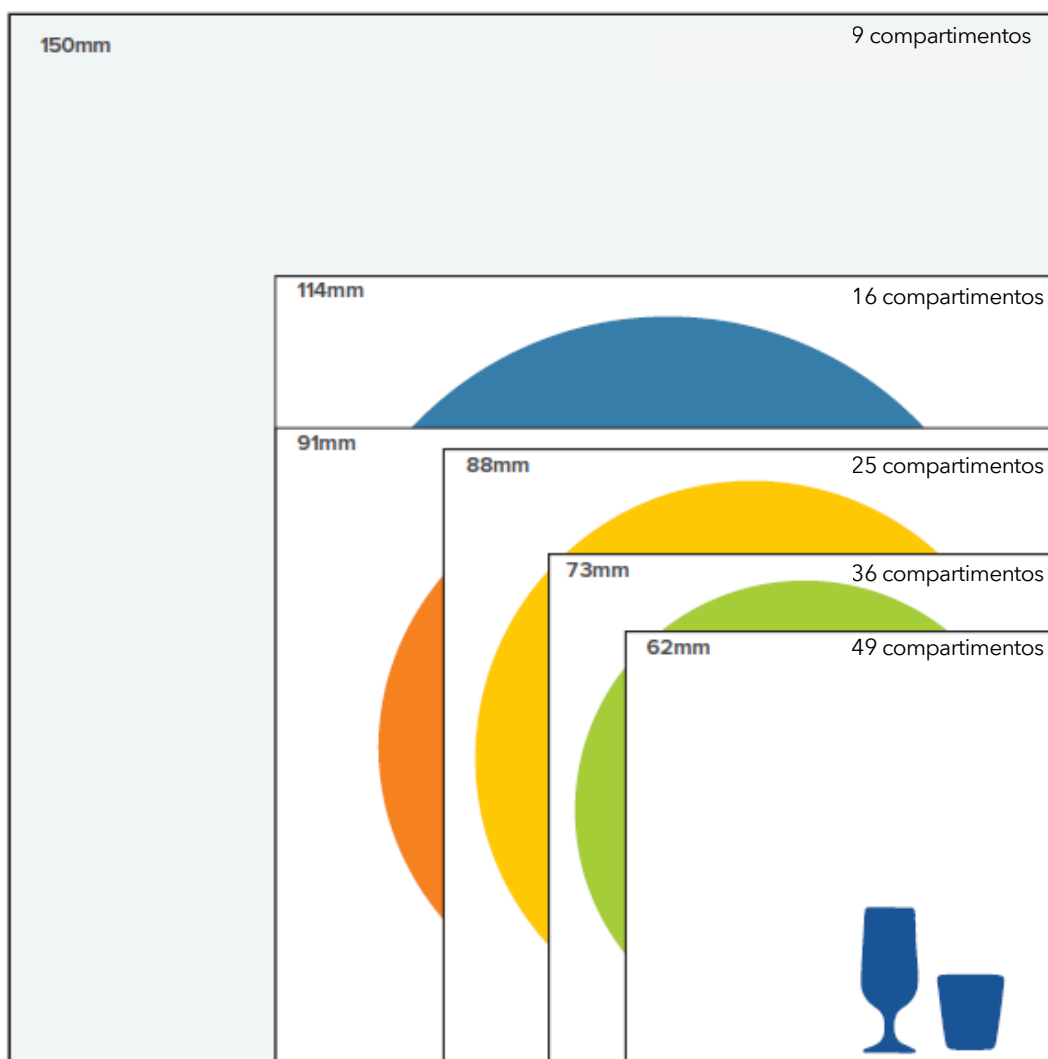 150mm
9 compartimentos
114mm
16 compartimentos
91mm
88mm
25 compartimentos
73mm
36 compartimentos
62mm
49 compartimentos